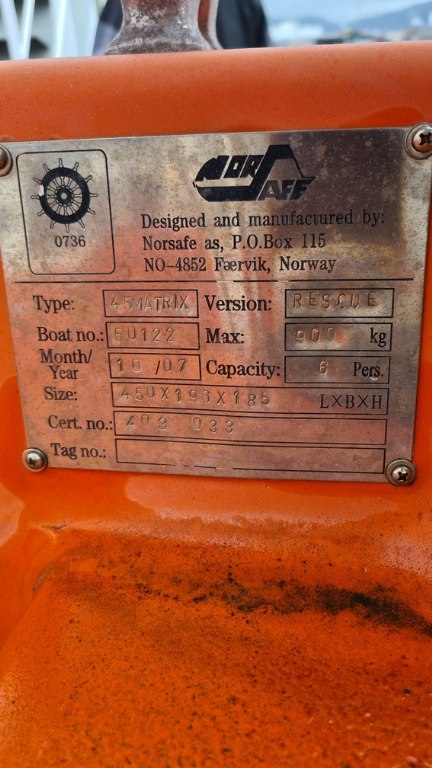 NORSAFE
0736
Designed and manufactured by:
Norsafe as, P.O.Box 115
NO-4852 Færvik, Norway
Type: 45MATRIX Version: RESCUE
Boat no.: 50122 Max: 900 kg
Month/Year 10/07 Capacity: 6 Pers.
Size: 450X193X185 LXBXH
Cert. no.: 403 033
Tag no.: